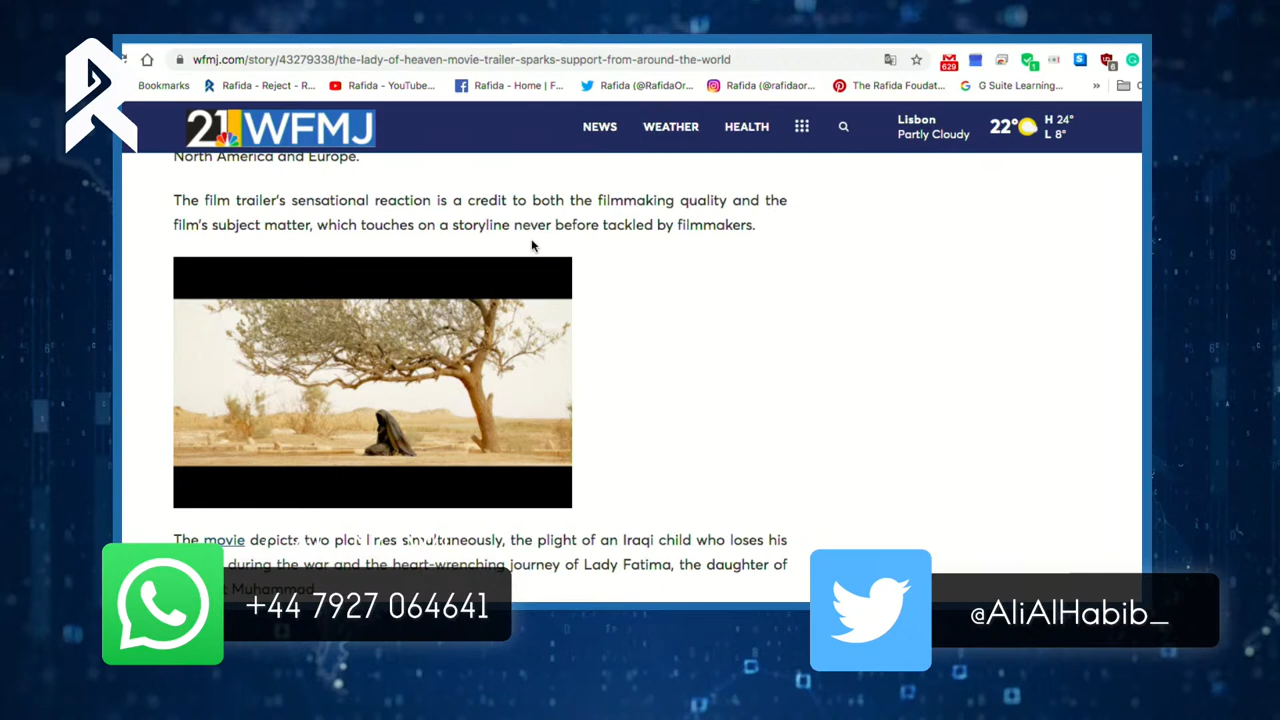 wfmj.com/story/43279338/the-lady-of-heaven-movie-trailer-sparks-support-from-around-the-world
629
1
6
Bookmarks Rafida - Reject - R... Rafida - YouTube... Rafida - Home | F... Rafida (@RafidaOr... Rafida (@rafidaor... The Rafida Foudat... G Suite Learning... »
21 WFMJ
NEWS WEATHER HEALTH
Lisbon
Partly Cloudy
22° H 24°
L 8°
North America and Europe.
The film trailer's sensational reaction is a credit to both the filmmaking quality and the
film's subject matter, which touches on a storyline never before tackled by filmmakers.
The movie depicts two plot lines simultaneously, the plight of an Iraqi child who loses his
during the war and the heart-wrenching journey of Lady Fatima, the daughter of
Muhammad
+44 7927 064641
@AliAlHabib_